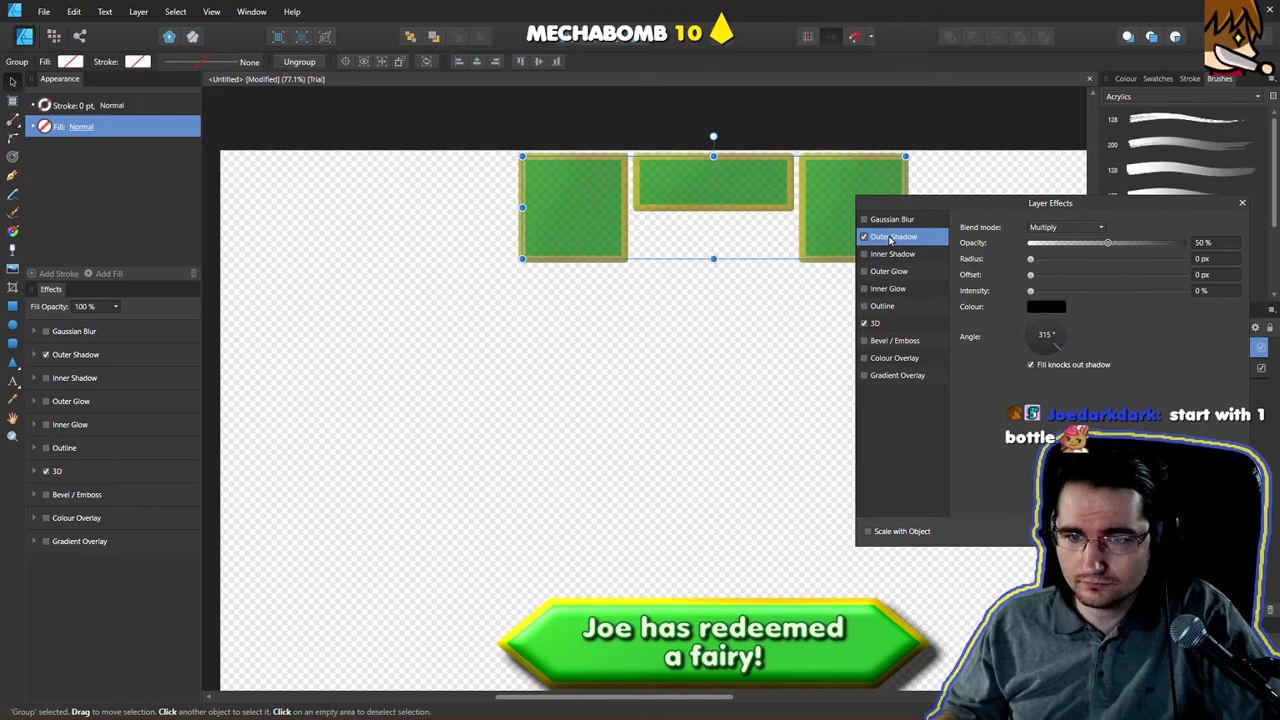 File Edit Text Layer Select View Window Help
MECHABOMB 10
Group Fill: Stroke: None Ungroup
Appearance
<Untitled> [Modified] (77.1%) [Trial]
Colour Swatches Stroke Brushes
Stroke: 0 pt, Normal
Fill: Normal
Acrylics
128
200
128
Layer Effects
Gaussian Blur
Outer Shadow
Inner Shadow
Outer Glow
Inner Glow
Outline
3D
Bevel / Emboss
Colour Overlay
Gradient Overlay
Scale with Object
Blend mode: Multiply
Opacity: 50 %
Radius: 0 px
Offset: 0 px
Intensity: 0 %
Colour:
Angle: 315 °
Fill knocks out shadow
Add Stroke Add Fill
Effects
Fill Opacity: 100 %
Gaussian Blur
Outer Shadow
Inner Shadow
Outer Glow
Inner Glow
Outline
3D
Bevel / Emboss
Colour Overlay
Gradient Overlay
Joedarkdark: start with 1
bottle
Joe has redeemed
a fairy!
'Group' selected. Drag to move selection. Click another object to select it. Click on an empty area to deselect selection.